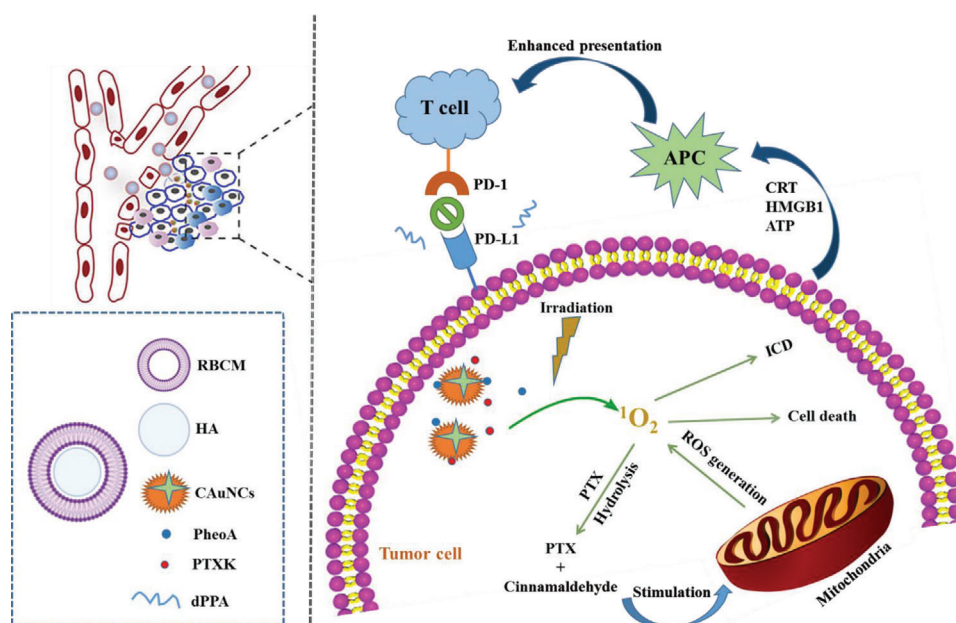 Enhanced presentation
T cell
APC
PD-1
CRT
HMGB1
ATP
PD-L1
Irradiation
ICD
¹O₂
Cell death
ROS generation
PTX
Hydrolysis
PTX
+
Cinnamaldehyde
Stimulation
Mitochondria
Tumor cell
RBCM
HA
CAuNCs
PheoA
PTXK
dPPA